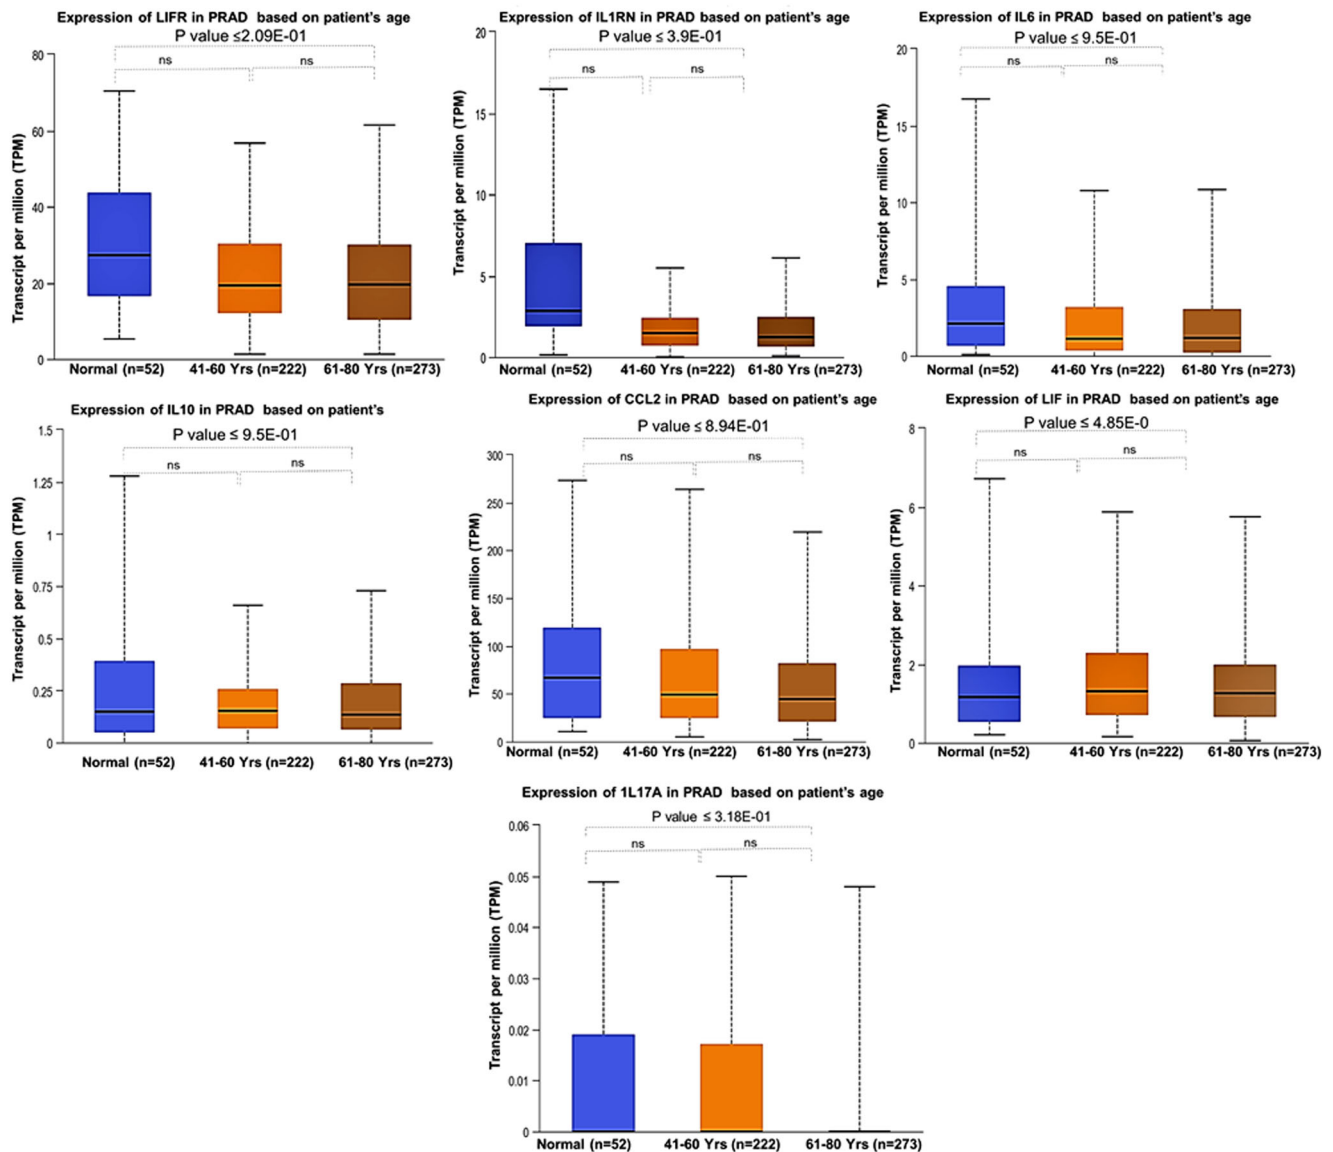 Expression of LIFR in PRAD based on patient's age
P value ≤2.09E-01
ns
ns
Transcript per million (TPM)
80
60
40
20
0
Normal (n=52)
41-60 Yrs (n=222)
61-80 Yrs (n=273)
Expression of IL1RN in PRAD based on patient's age
P value ≤ 3.9E-01
ns
ns
Transcript per million (TPM)
20
15
10
5
0
Normal (n=52)
41-60 Yrs (n=222)
61-80 Yrs (n=273)
Expression of IL6 in PRAD based on patient's age
P value ≤ 9.5E-01
ns
ns
Transcript per million (TPM)
20
15
10
5
0
Normal (n=52)
41-60 Yrs (n=222)
61-80 Yrs (n=273)
Expression of IL10 in PRAD based on patient's
P value ≤ 9.5E-01
ns
ns
Transcript per million (TPM)
1.5
1.25
1
0.75
0.5
0.25
0
Normal (n=52)
41-60 Yrs (n=222)
61-80 Yrs (n=273)
Expression of CCL2 in PRAD based on patient's age
P value ≤ 8.94E-01
ns
ns
Transcript per million (TPM)
300
250
200
150
100
50
0
Normal (n=52)
41-60 Yrs (n=222)
61-80 Yrs (n=273)
Expression of LIF in PRAD based on patient's age
P value ≤ 4.85E-0
ns
ns
Transcript per million (TPM)
8
6
4
2
0
Normal (n=52)
41-60 Yrs (n=222)
61-80 Yrs (n=273)
Expression of 1L17A in PRAD based on patient's age
P value ≤ 3.18E-01
ns
ns
Transcript per million (TPM)
0.06
0.05
0.04
0.03
0.02
0.01
0
Normal (n=52)
41-60 Yrs (n=222)
61-80 Yrs (n=273)